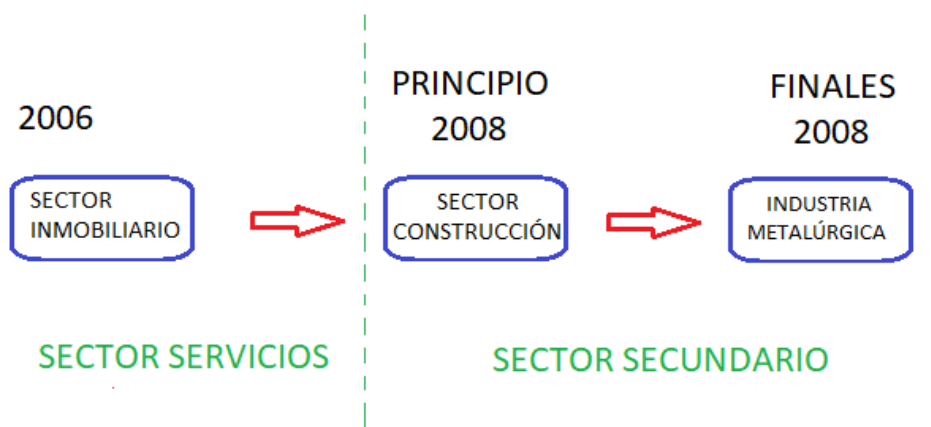 2006
SECTOR
INMOBILIARIO
PRINCIPIO
2008
SECTOR
CONSTRUCCIÓN
FINALES
2008
INDUSTRIA
METALÚRGICA
SECTOR SERVICIOS
SECTOR SECUNDARIO